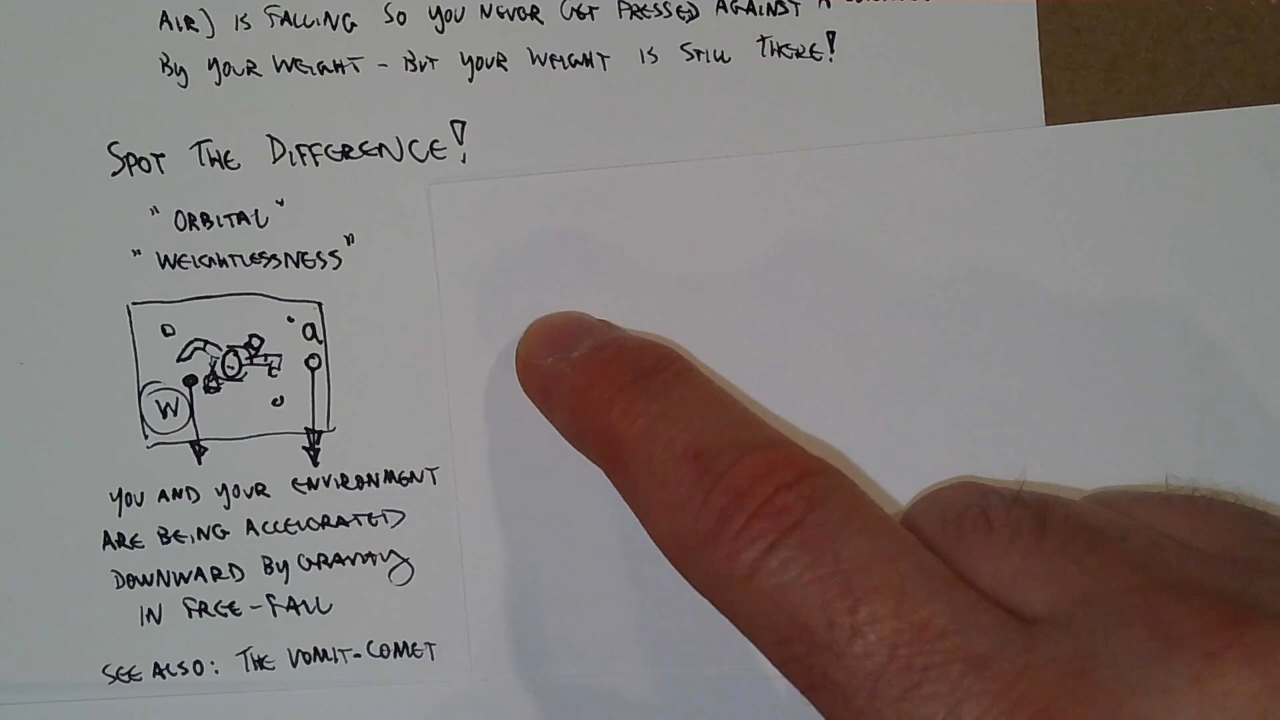 AIR) IS FALLING SO YOU NEVER GET PRESSED AGAINST A
BY YOUR WEIGHT - BUT YOUR WEIGHT IS STILL THERE!
SPOT THE DIFFERENCE!
"ORBITAL"
"WEIGHTLESSNESS"
a
W
YOU AND YOUR ENVIRONMENT
ARE BEING ACCELORATED
DOWNWARD BY GRAVITY
IN FREE-FALL
SEE ALSO: THE VOMIT-COMET